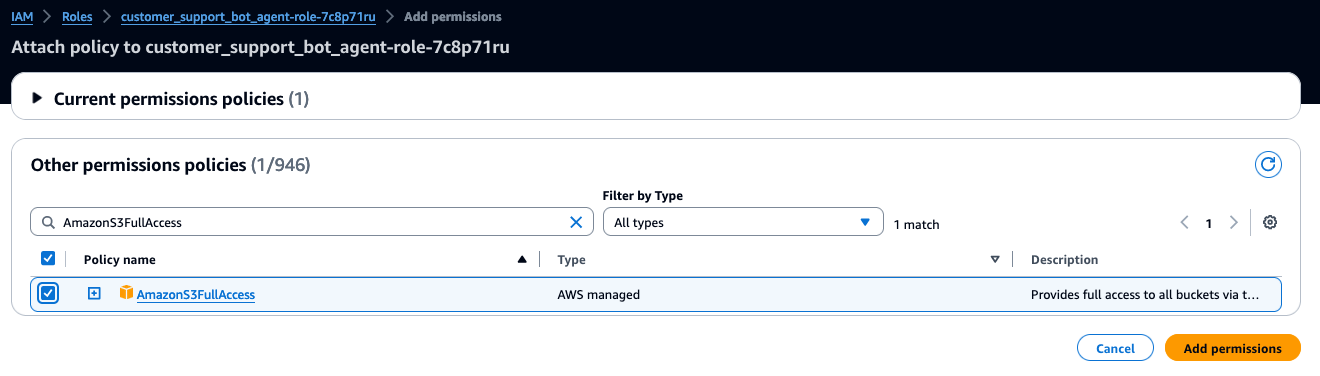 IAM > Roles > customer_support_bot_agent-role-7c8p71ru > Add permissions
Attach policy to customer_support_bot_agent-role-7c8p71ru
Current permissions policies (1)
Other permissions policies (1/946)
Filter by Type
AmazonS3FullAccess All types 1 match 1
Policy name Type Description
AmazonS3FullAccess AWS managed Provides full access to all buckets via t...
Cancel Add permissions